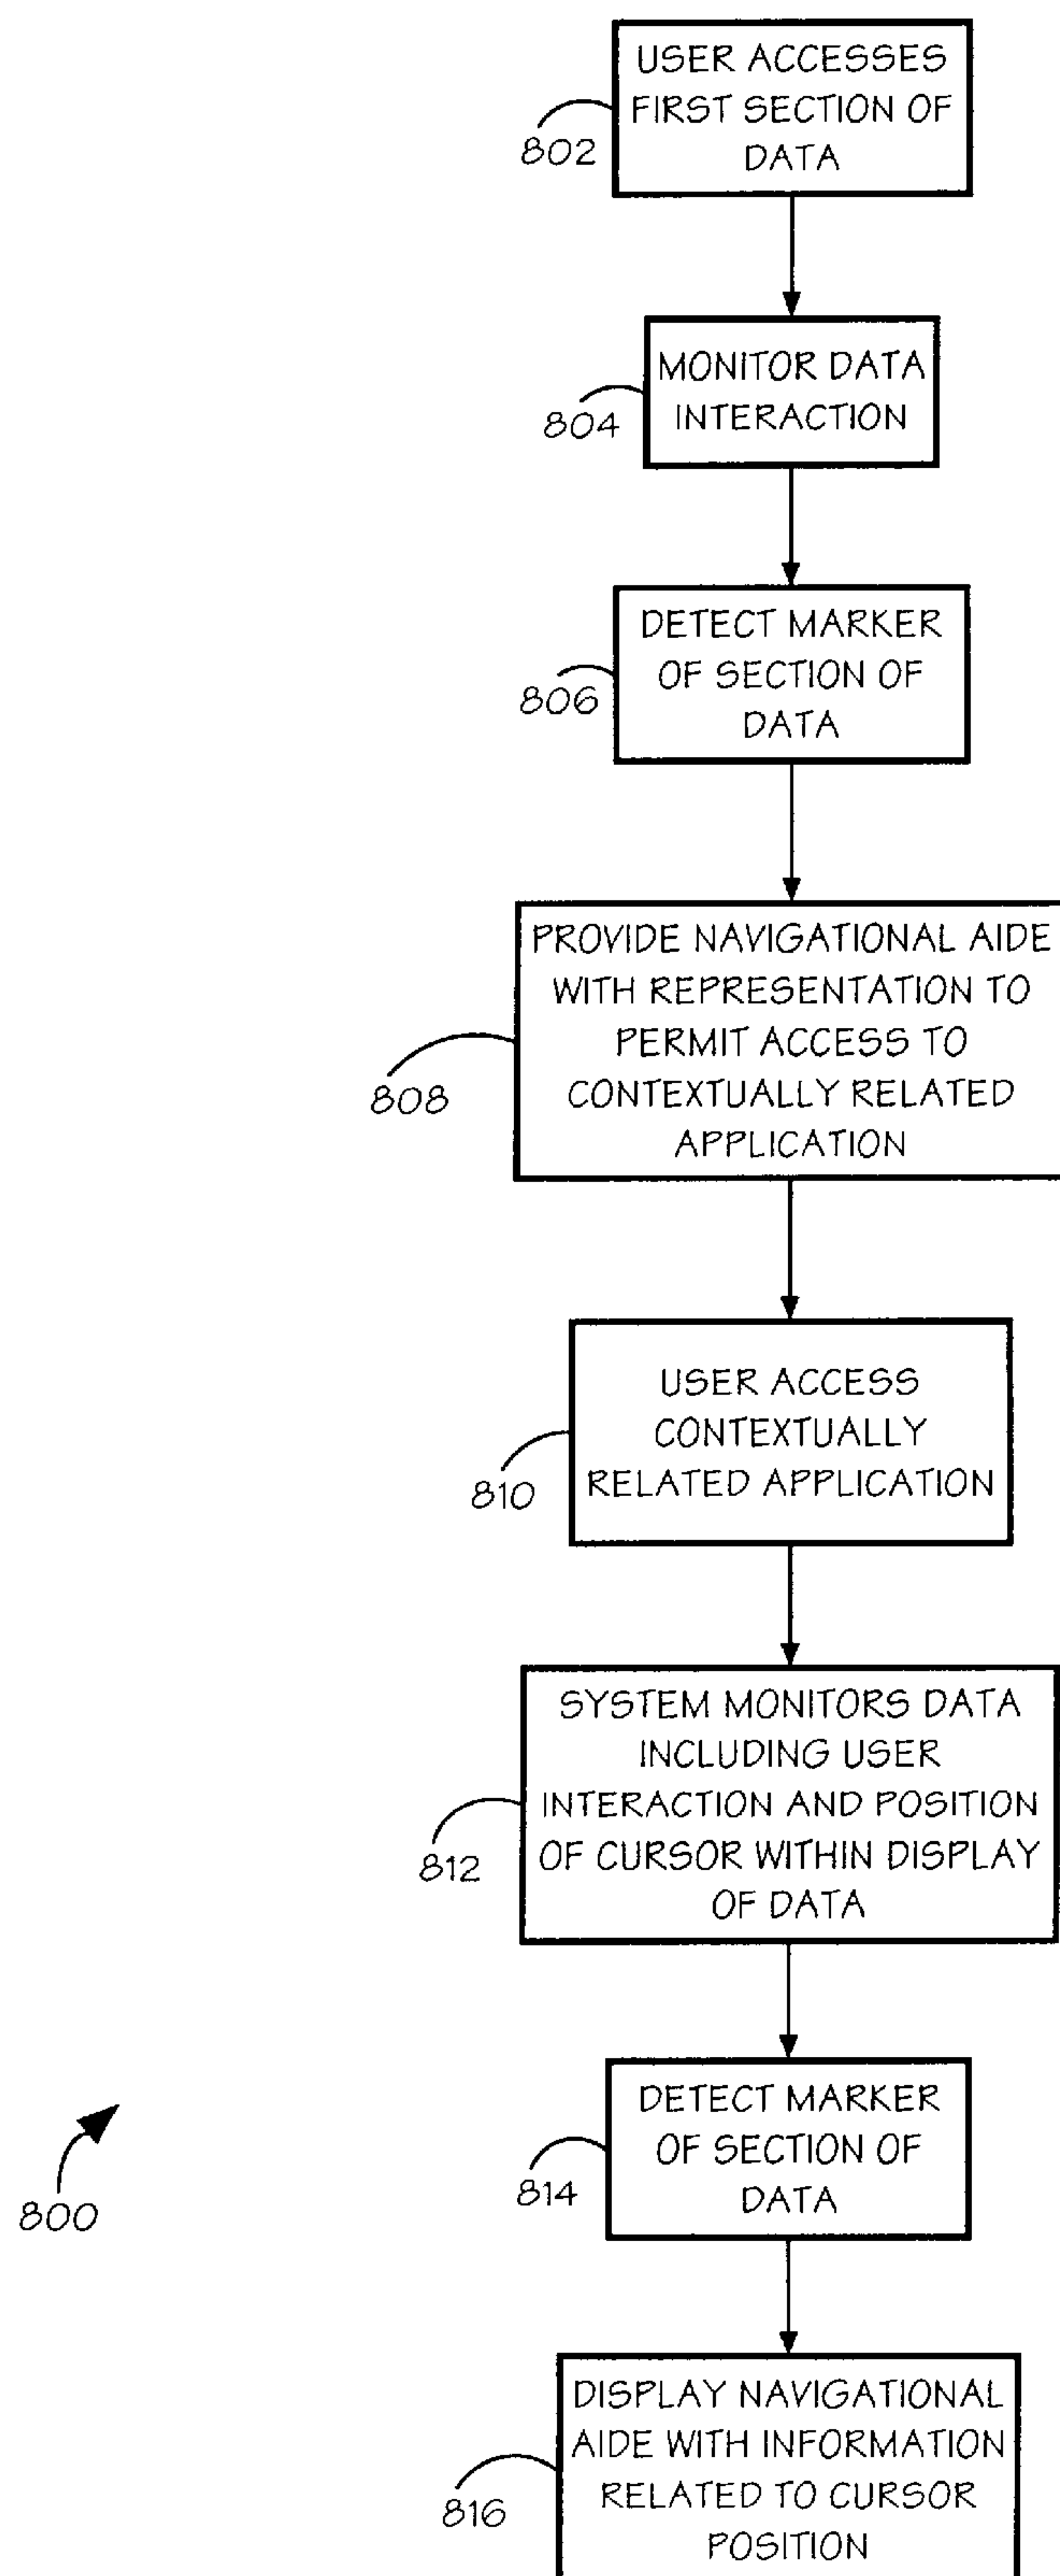 USER ACCESSES
FIRST SECTION OF
DATA
802
MONITOR DATA
INTERACTION
804
DETECT MARKER
OF SECTION OF
DATA
806
PROVIDE NAVIGATIONAL AIDE
WITH REPRESENTATION TO
PERMIT ACCESS TO
CONTEXTUALLY RELATED
APPLICATION
808
USER ACCESS
CONTEXTUALLY
RELATED APPLICATION
810
SYSTEM MONITORS DATA
INCLUDING USER
INTERACTION AND POSITION
OF CURSOR WITHIN DISPLAY
OF DATA
812
DETECT MARKER
OF SECTION OF
DATA
814
800
DISPLAY NAVIGATIONAL
AIDE WITH INFORMATION
RELATED TO CURSOR
POSITION
816